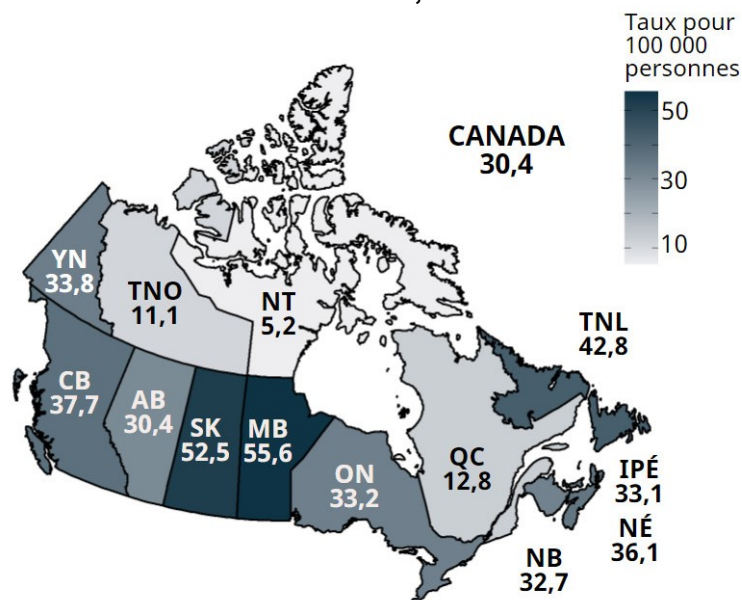 Taux pour
100 000
personnes
50
30
10
CANADA
30,4
YN
33,8
TNO
11,1
NT
5,2
TNL
42,8
CB
37,7
AB
30,4
SK
52,5
MB
55,6
ON
33,2
QC
12,8
IPÉ
33,1
NÉ
36,1
NB
32,7